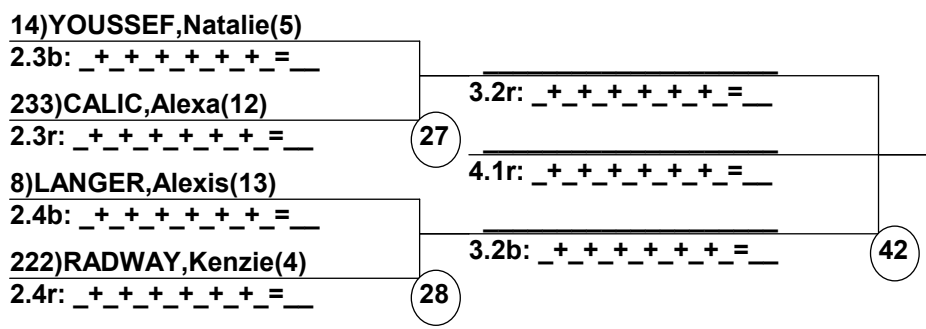 14)YOUSSEF,Natalie(5)
2.3b: _+_+_+_+_+_=__
233)CALIC,Alexa(12)
2.3r: _+_+_+_+_+_=__
27
8)LANGER,Alexis(13)
2.4b: _+_+_+_+_+_=__
222)RADWAY,Kenzie(4)
2.4r: _+_+_+_+_+_=__
28
3.2r: _+_+_+_+_+_=__
4.1r: _+_+_+_+_+_=__
3.2b: _+_+_+_+_+_=__
42